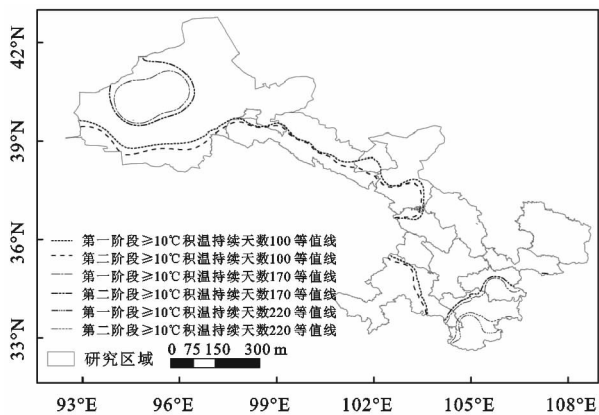 42°N
39°N
36°N
33°N
第一阶段≥10℃积温持续天数100等值线
第二阶段≥10℃积温持续天数100等值线
第一阶段≥10℃积温持续天数170等值线
第二阶段≥10℃积温持续天数170等值线
第一阶段≥10℃积温持续天数220等值线
第二阶段≥10℃积温持续天数220等值线
研究区域
0 75 150 300 m
93°E 96°E 99°E 102°E 105°E 108°E